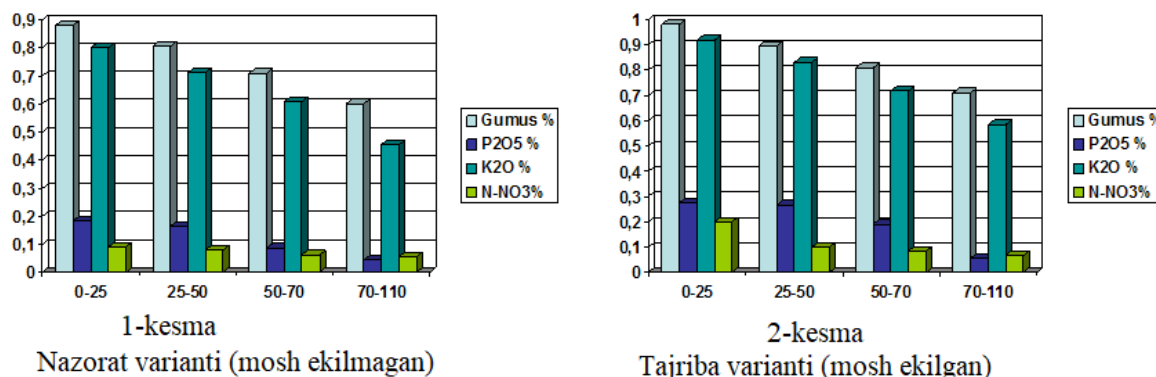 0,9
0,8
0,7
0,6
0,5
0,4
0,3
0,2
0,1
0
0-25 25-50 50-70 70-110
Gumus %
P2O5 %
K2O %
N-NO3%
1-kesma
Nazorat varianti (mosh ekilmagan)
1
0,9
0,8
0,7
0,6
0,5
0,4
0,3
0,2
0,1
0
0-25 25-50 50-70 70-110
Gumus %
P2O5 %
K2O %
N-NO3%
2-kesma
Tajriba varianti (mosh ekilgan)